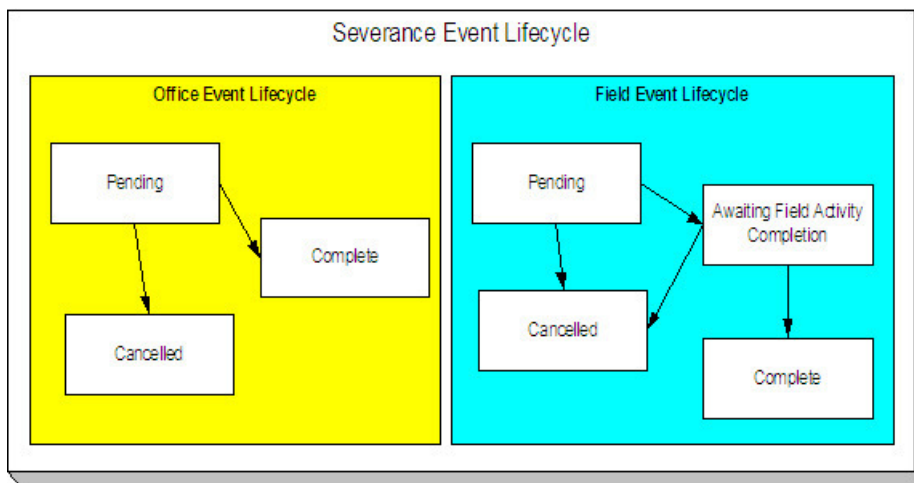 Severance Event Lifecycle
Office Event Lifecycle
Pending
Complete
Cancelled
Field Event Lifecycle
Pending
Awaiting Field Activity
Completion
Cancelled
Complete